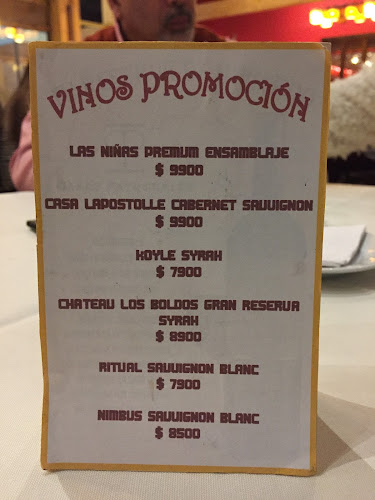 VINOS PROMOCIÓN
LAS NIÑAS PREMUM ENSAMBLAJE
$ 9900
CASA LAPOSTOLLE CABERNET SAUVIGNON
$ 9900
KOYLE SYRAH
$ 7900
CHATEAU LOS BOLDOS GRAN RESERVA
SYRAH
$ 8900
RITUAL SAUVIGNON BLANC
$ 7900
NIMBUS SAUVIGNON BLANC
$ 8500